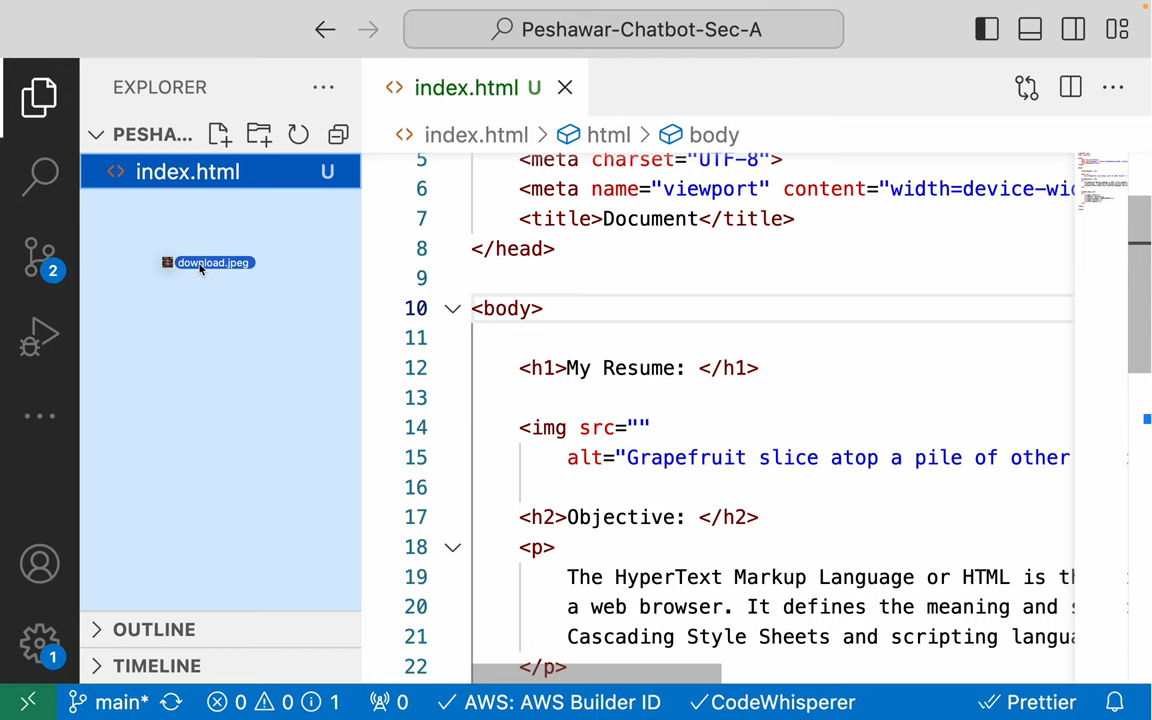 Peshawar-Chatbot-Sec-A
EXPLORER
PESHA...
index.html U
download.jpeg
OUTLINE
TIMELINE
index.html U
index.html > html > body
5 <meta charset="UTF-8">
6 <meta name="viewport" content="width=device-wid
7 <title>Document</title>
8 </head>
9
10 <body>
11
12 <h1>My Resume: </h1>
13
14 <img src=""
15 alt="Grapefruit slice atop a pile of other
16
17 <h2>Objective: </h2>
18 <p>
19 The HyperText Markup Language or HTML is th
20 a web browser. It defines the meaning and s
21 Cascading Style Sheets and scripting langua
22 </p>
2
1
main* 0 0 1 0 AWS: AWS Builder ID CodeWhisperer Prettier